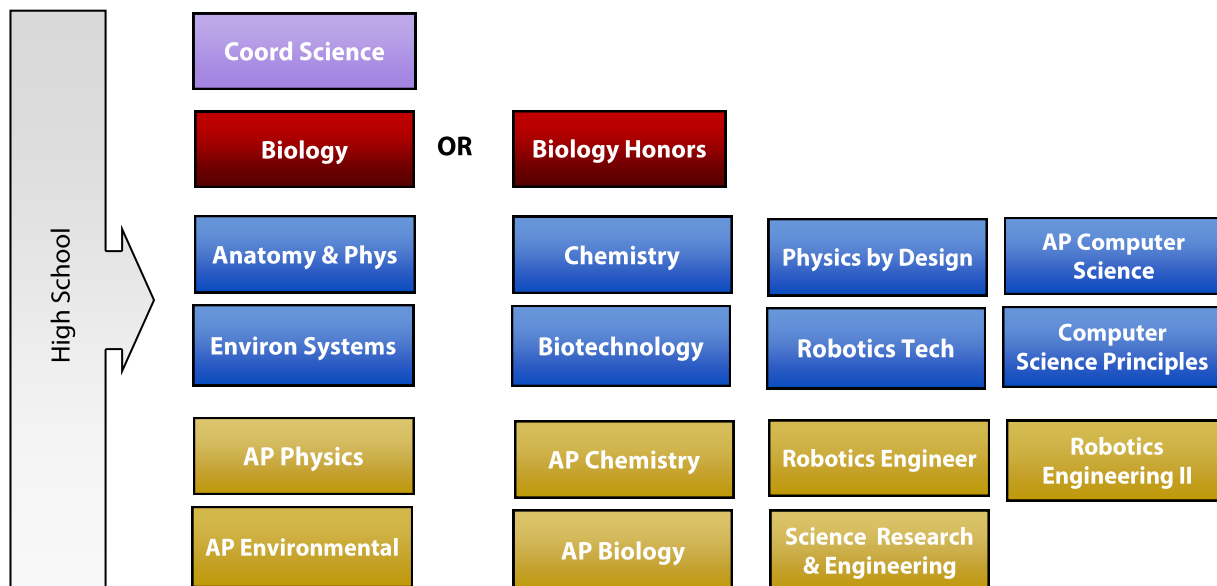 High School
Coord Science
Biology
OR
Biology Honors
Anatomy & Phys
Chemistry
Physics by Design
AP Computer
Science
Environ Systems
Biotechnology
Robotics Tech
Computer
Science Principles
AP Physics
AP Chemistry
Robotics Engineer
Robotics
Engineering II
AP Environmental
AP Biology
Science Research
& Engineering